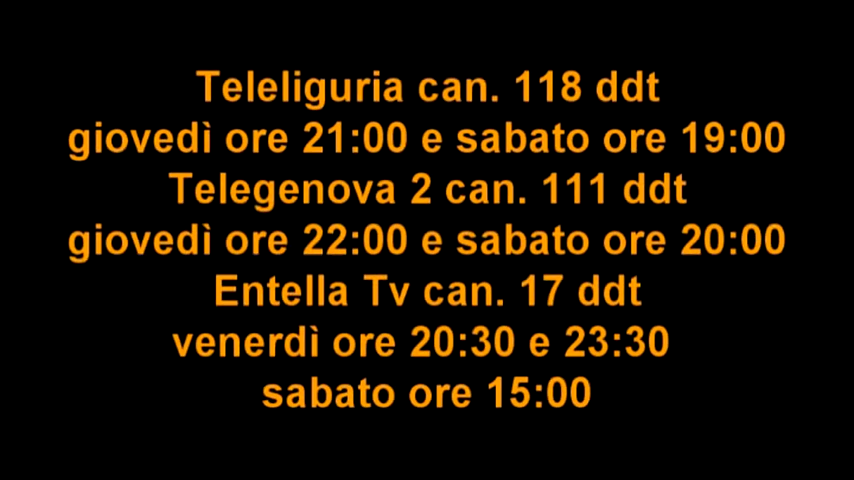 Teleliguria can. 118 ddt
giovedì ore 21:00 e sabato ore 19:00
Telegenova 2 can. 111 ddt
giovedì ore 22:00 e sabato ore 20:00
Entella Tv can. 17 ddt
venerdì ore 20:30 e 23:30
sabato ore 15:00